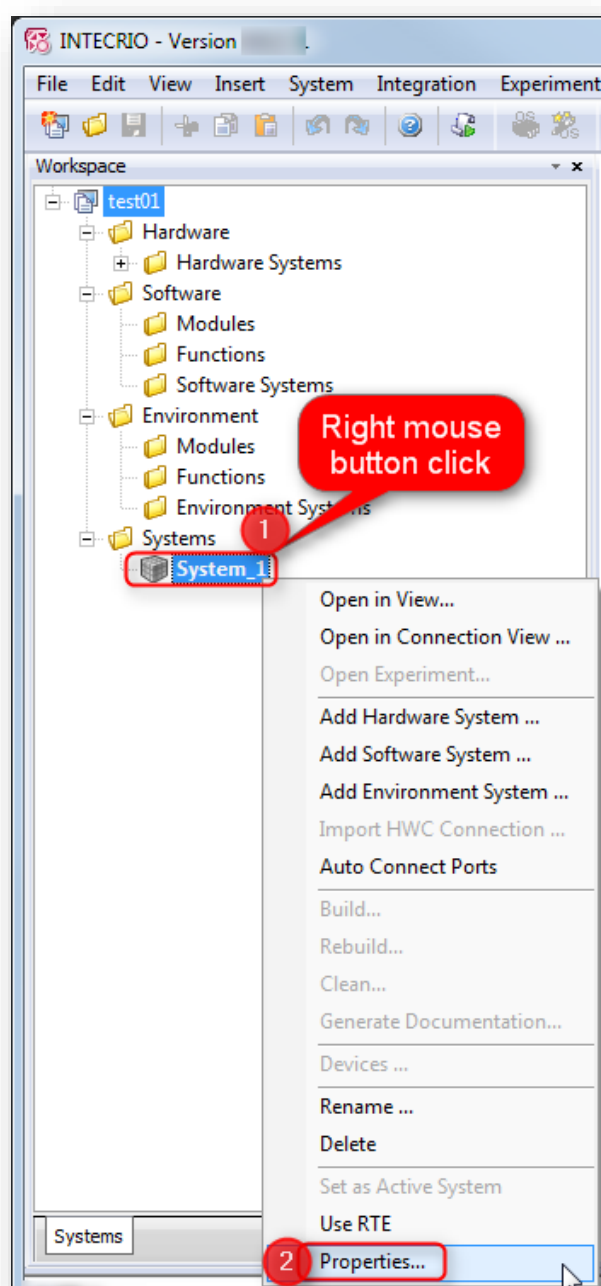 INTECRIO - Version
File Edit View Insert System Integration Experiment
Workspace
test01
Hardware
Hardware Systems
Software
Modules
Functions
Software Systems
Environment
Modules
Functions
Environment Systems
Systems
System_1
Right mouse
button click
1
Open in View...
Open in Connection View ...
Open Experiment...
Add Hardware System ...
Add Software System ...
Add Environment System ...
Import HWC Connection ...
Auto Connect Ports
Build...
Rebuild...
Clean...
Generate Documentation...
Devices ...
Rename ...
Delete
Set as Active System
Use RTE
2 Properties...
Systems